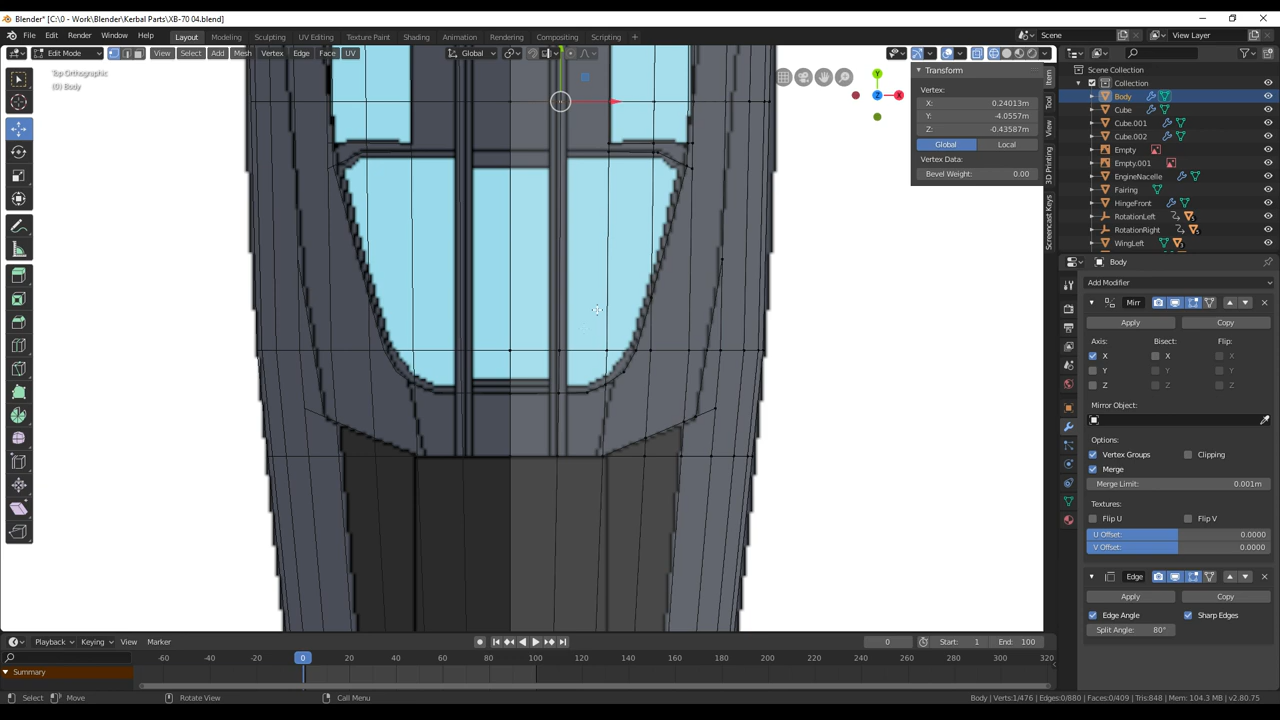 Blender* [C:\0 - Work\Blender\Kerbal Parts\XB-70 04.blend]
File Edit Render Window Help Layout Modeling Sculpting UV Editing Texture Paint Shading Animation Rendering Compositing Scripting + Scene View Layer
Edit Mode View Select Add Mesh Vertex Edge Face UV Global
Top Orthographic
(0) Body
Transform
Vertex:
X: 0.24013m
Y: -4.0557m
Z: -0.43587m
Global Local
Vertex Data:
Bevel Weight: 0.00
Item
Tool
View
3D Printing
Screencast Keys
Y
X
Z
Scene Collection
Collection
Body
Cube
Cube.001
Cube.002
Empty
Empty.001
EngineNacelle
Fairing
HingeFront
RotationLeft
RotationRight
WingLeft
Body
Add Modifier
Mirr
Apply Copy
Axis: Bisect: Flip:
X X X
Y Y Y
Z Z Z
Mirror Object:
Options:
Vertex Groups Clipping
Merge
Merge Limit: 0.001m
Textures:
Flip U Flip V
U Offset: 0.0000
V Offset: 0.0000
Edge
Apply Copy
Edge Angle Sharp Edges
Split Angle: 80°
Playback Keying View Marker 0 Start: 1 End: 100
-60 -40 -20 0 20 40 60 80 100 120 140 160 180 200 220 240 260 280 300 320
Summary
Select Move Rotate View Call Menu Body | Verts:1/476 | Edges:0/880 | Faces:0/409 | Tris:848 | Mem: 104.3 MB | v2.80.75